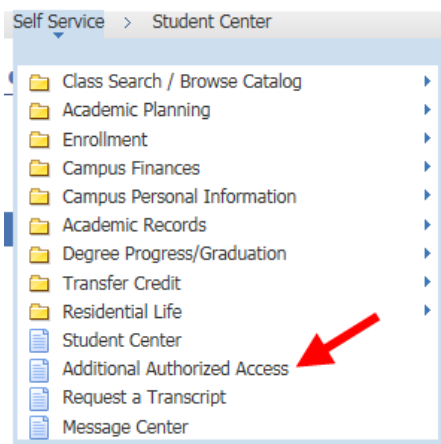 Self Service > Student Center
Class Search / Browse Catalog
Academic Planning
Enrollment
Campus Finances
Campus Personal Information
Academic Records
Degree Progress/Graduation
Transfer Credit
Residential Life
Student Center
Additional Authorized Access
Request a Transcript
Message Center